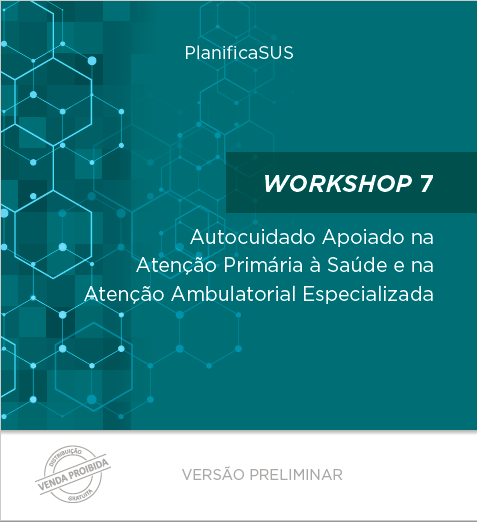 PlanificaSUS
WORKSHOP 7
Autocuidado Apoiado na
Atenção Primária à Saúde e na
Atenção Ambulatorial Especializada
DISTRIBUIÇÃO
VENDA PROIBIDA
GRATUITA
VERSÃO PRELIMINAR